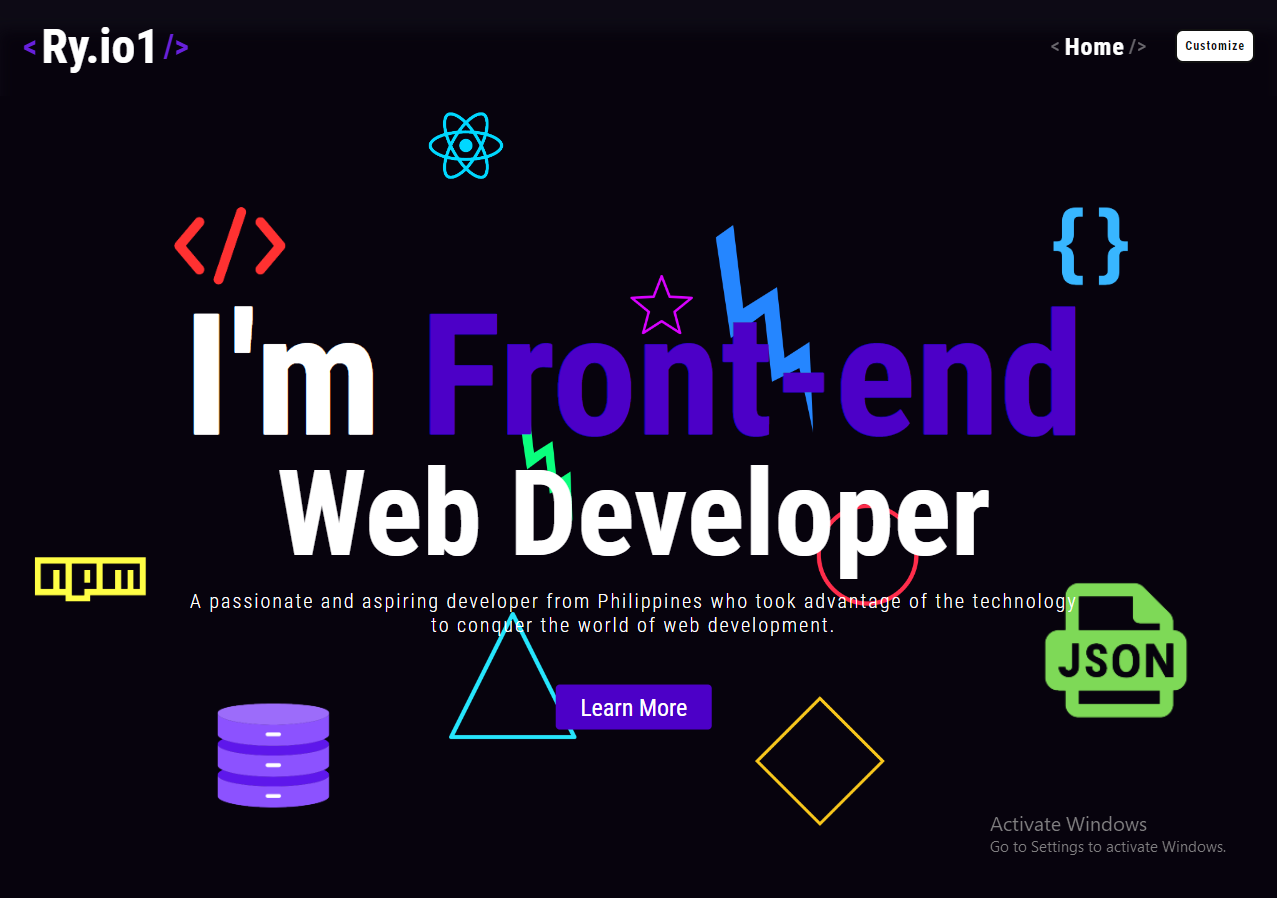 < Ry.io1 />
< Home />
Customize
</>
{ }
I'm Front-end
Web Developer
npm
A passionate and aspiring developer from Philippines who took advantage of the technology
to conquer the world of web development.
JSON
Learn More
Activate Windows
Go to Settings to activate Windows.